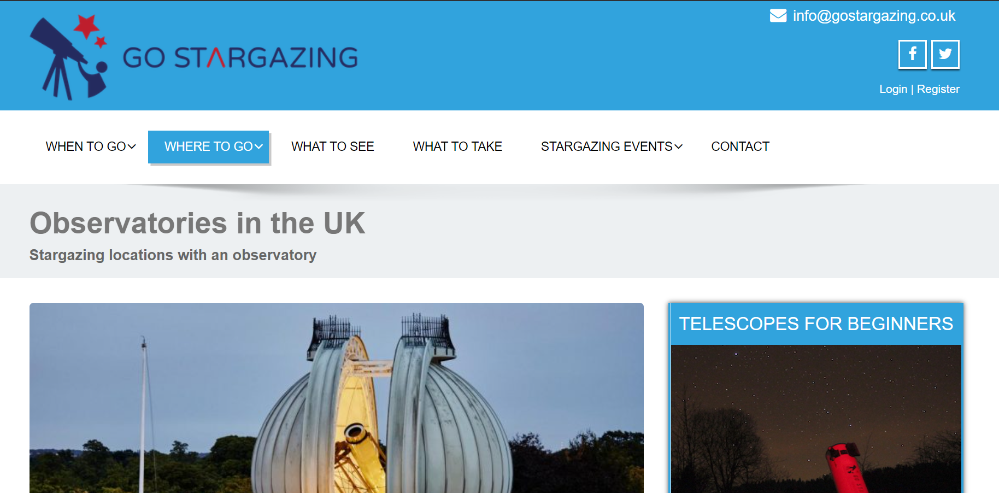 info@gostargazing.co.uk
GO STARGAZING
Login | Register
WHEN TO GO WHERE TO GO WHAT TO SEE WHAT TO TAKE STARGAZING EVENTS CONTACT
Observatories in the UK
Stargazing locations with an observatory
TELESCOPES FOR BEGINNERS